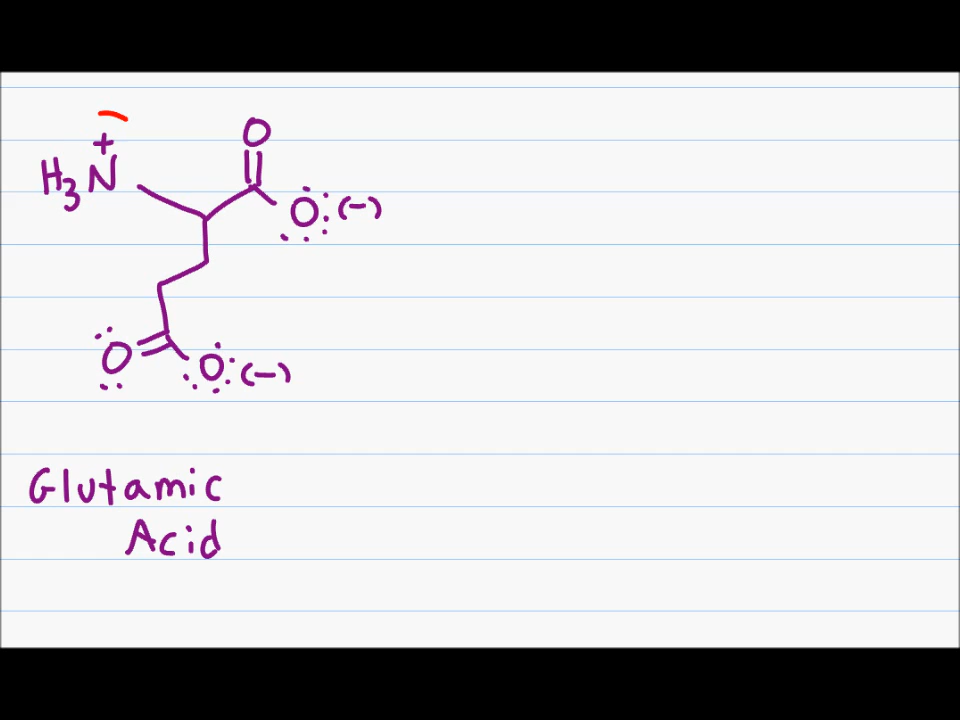 +
H3N
O
O (-)
O
O (-)
Glutamic
Acid